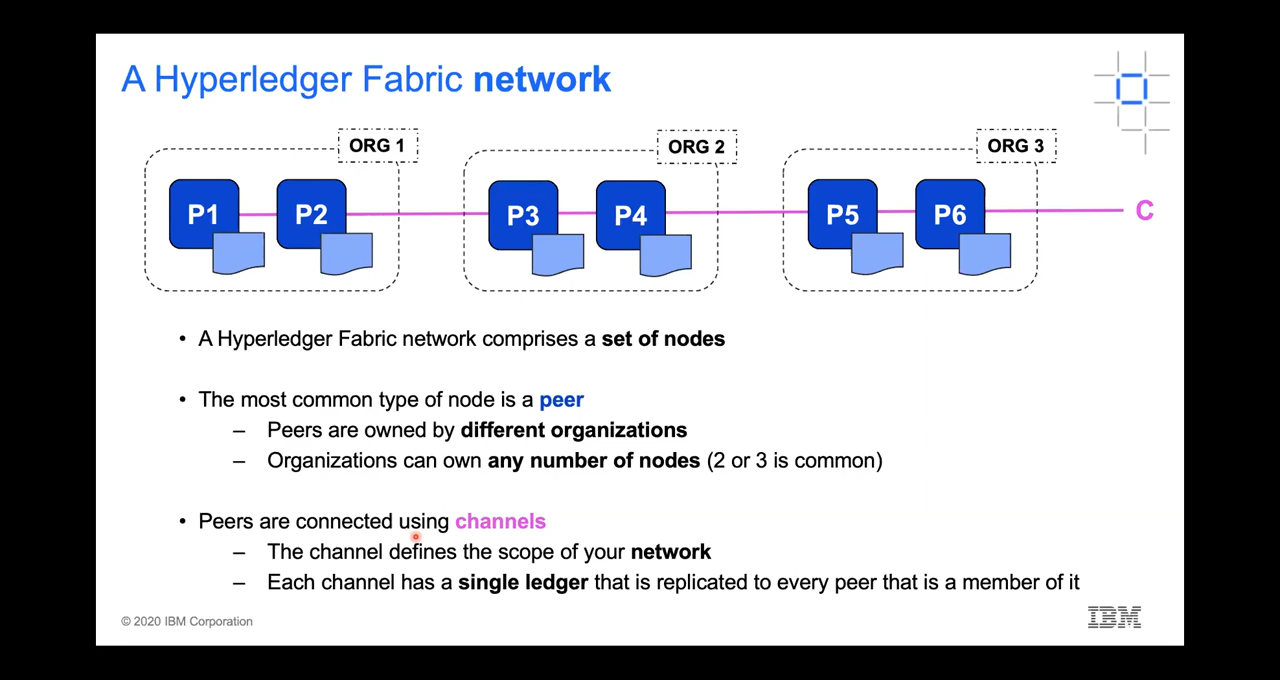 A Hyperledger Fabric network
ORG 1
ORG 2
ORG 3
P1
P2
P3
P4
P5
P6
C
• A Hyperledger Fabric network comprises a set of nodes
• The most common type of node is a peer
– Peers are owned by different organizations
– Organizations can own any number of nodes (2 or 3 is common)
• Peers are connected using channels
– The channel defines the scope of your network
– Each channel has a single ledger that is replicated to every peer that is a member of it
© 2020 IBM Corporation
IBM